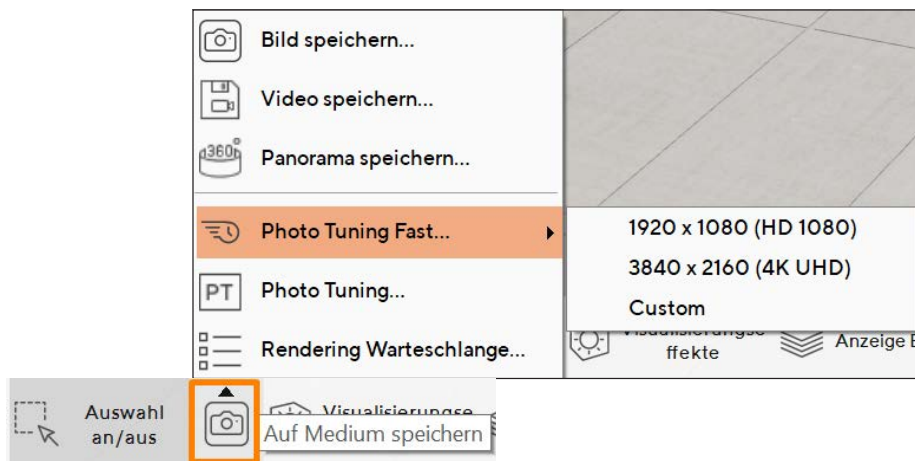 Bild speichern...
Video speichern...
360°
Panorama speichern...
Photo Tuning Fast...
1920 x 1080 (HD 1080)
3840 x 2160 (4K UHD)
Custom
PT
Photo Tuning...
Rendering Warteschlange...
ffekte
Anzeige
Auswahl
an/aus
Visualisierungse
Auf Medium speichern